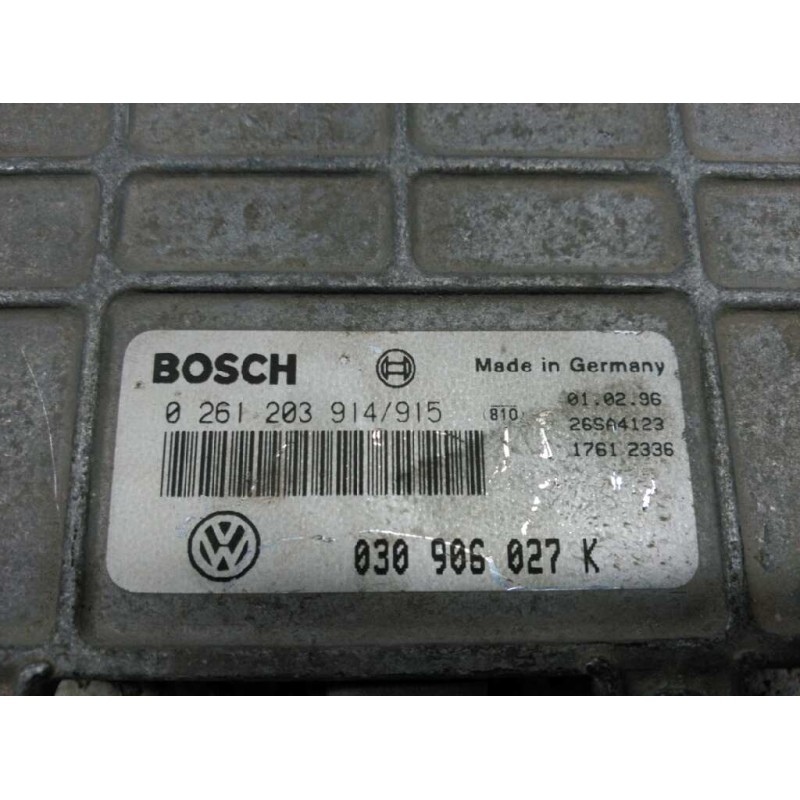 BOSCH
Made in Germany
0 261 203 914/915
810
01.02.96
26SA4123
1761 2336
VW
030 906 027 K